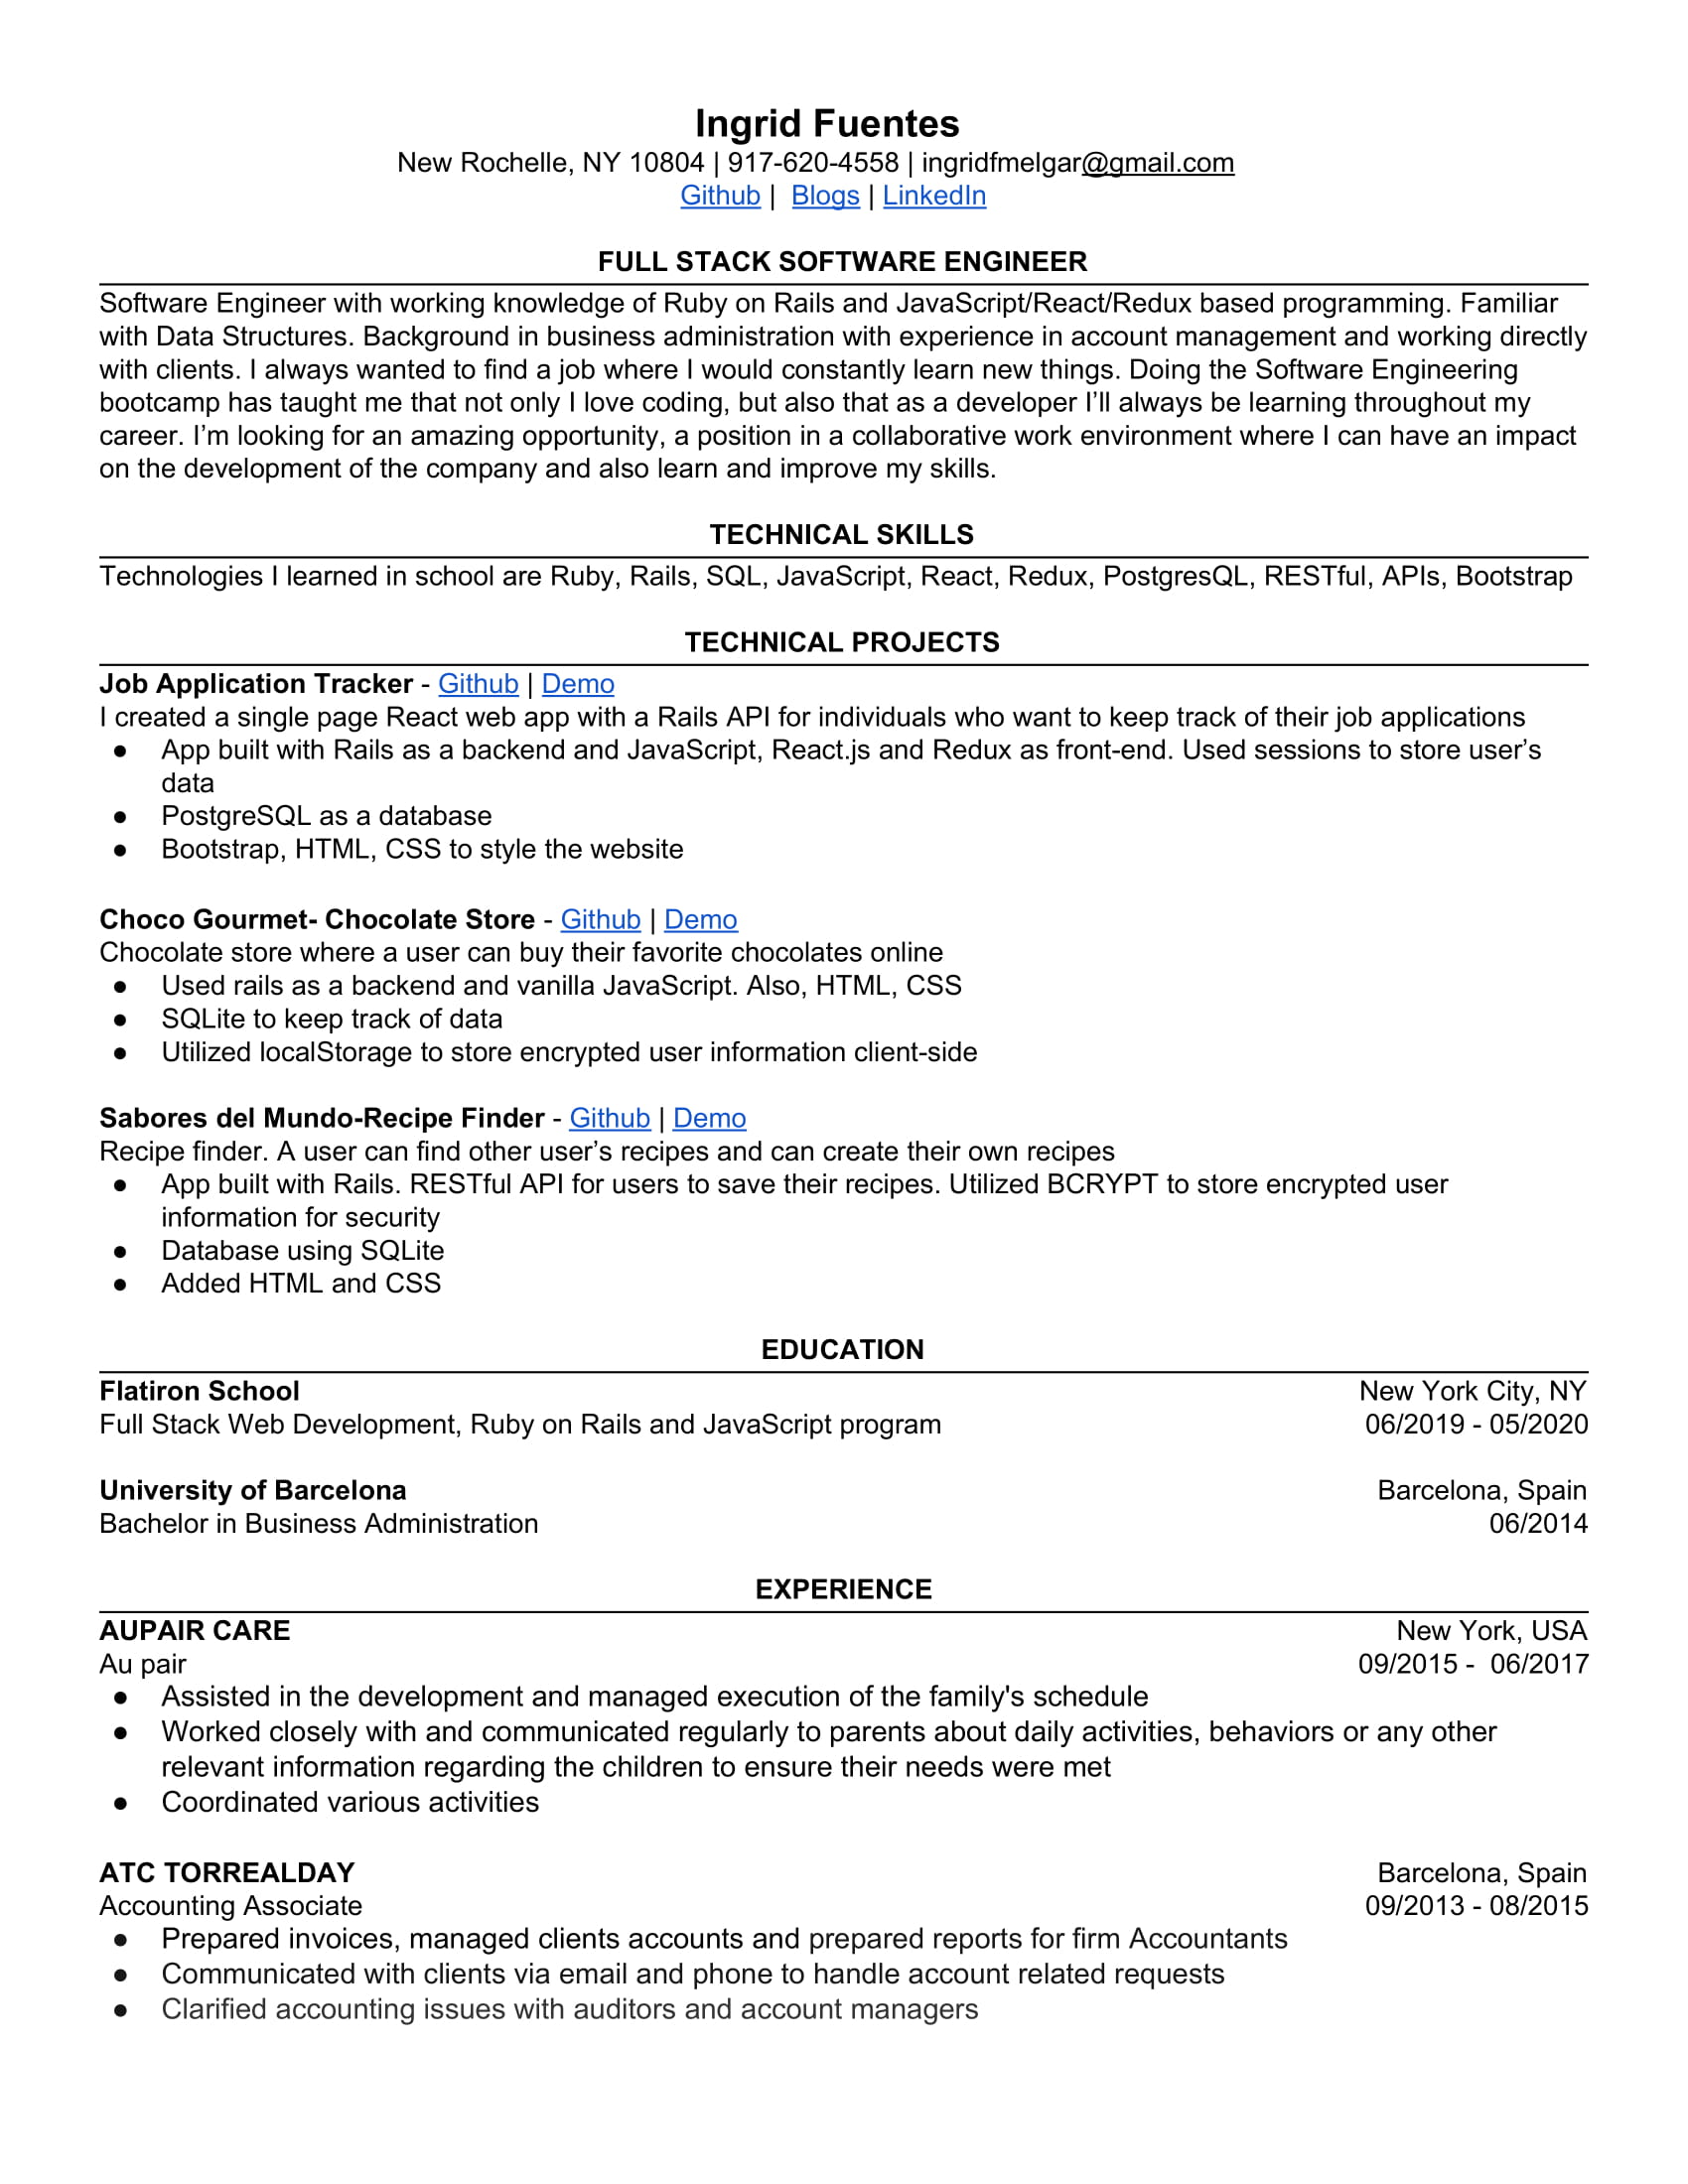 Ingrid Fuentes
New Rochelle, NY 10804 | 917-620-4558 | ingridfmelgar@gmail.com
Github | Blogs | LinkedIn
FULL STACK SOFTWARE ENGINEER
Software Engineer with working knowledge of Ruby on Rails and JavaScript/React/Redux based programming. Familiar
with Data Structures. Background in business administration with experience in account management and working directly
with clients. I always wanted to find a job where I would constantly learn new things. Doing the Software Engineering
bootcamp has taught me that not only I love coding, but also that as a developer I’ll always be learning throughout my
career. I’m looking for an amazing opportunity, a position in a collaborative work environment where I can have an impact
on the development of the company and also learn and improve my skills.
TECHNICAL SKILLS
Technologies I learned in school are Ruby, Rails, SQL, JavaScript, React, Redux, PostgresQL, RESTful, APIs, Bootstrap
TECHNICAL PROJECTS
Job Application Tracker - Github | Demo
I created a single page React web app with a Rails API for individuals who want to keep track of their job applications
● App built with Rails as a backend and JavaScript, React.js and Redux as front-end. Used sessions to store user’s
data
● PostgreSQL as a database
● Bootstrap, HTML, CSS to style the website
Choco Gourmet- Chocolate Store - Github | Demo
Chocolate store where a user can buy their favorite chocolates online
● Used rails as a backend and vanilla JavaScript. Also, HTML, CSS
● SQLite to keep track of data
● Utilized localStorage to store encrypted user information client-side
Sabores del Mundo-Recipe Finder - Github | Demo
Recipe finder. A user can find other user’s recipes and can create their own recipes
● App built with Rails. RESTful API for users to save their recipes. Utilized BCRYPT to store encrypted user
information for security
● Database using SQLite
● Added HTML and CSS
EDUCATION
Flatiron School New York City, NY
Full Stack Web Development, Ruby on Rails and JavaScript program 06/2019 - 05/2020
University of Barcelona Barcelona, Spain
Bachelor in Business Administration 06/2014
EXPERIENCE
AUPAIR CARE New York, USA
Au pair 09/2015 - 06/2017
● Assisted in the development and managed execution of the family's schedule
● Worked closely with and communicated regularly to parents about daily activities, behaviors or any other
relevant information regarding the children to ensure their needs were met
● Coordinated various activities
ATC TORREALDAY Barcelona, Spain
Accounting Associate 09/2013 - 08/2015
● Prepared invoices, managed clients accounts and prepared reports for firm Accountants
● Communicated with clients via email and phone to handle account related requests
● Clarified accounting issues with auditors and account managers